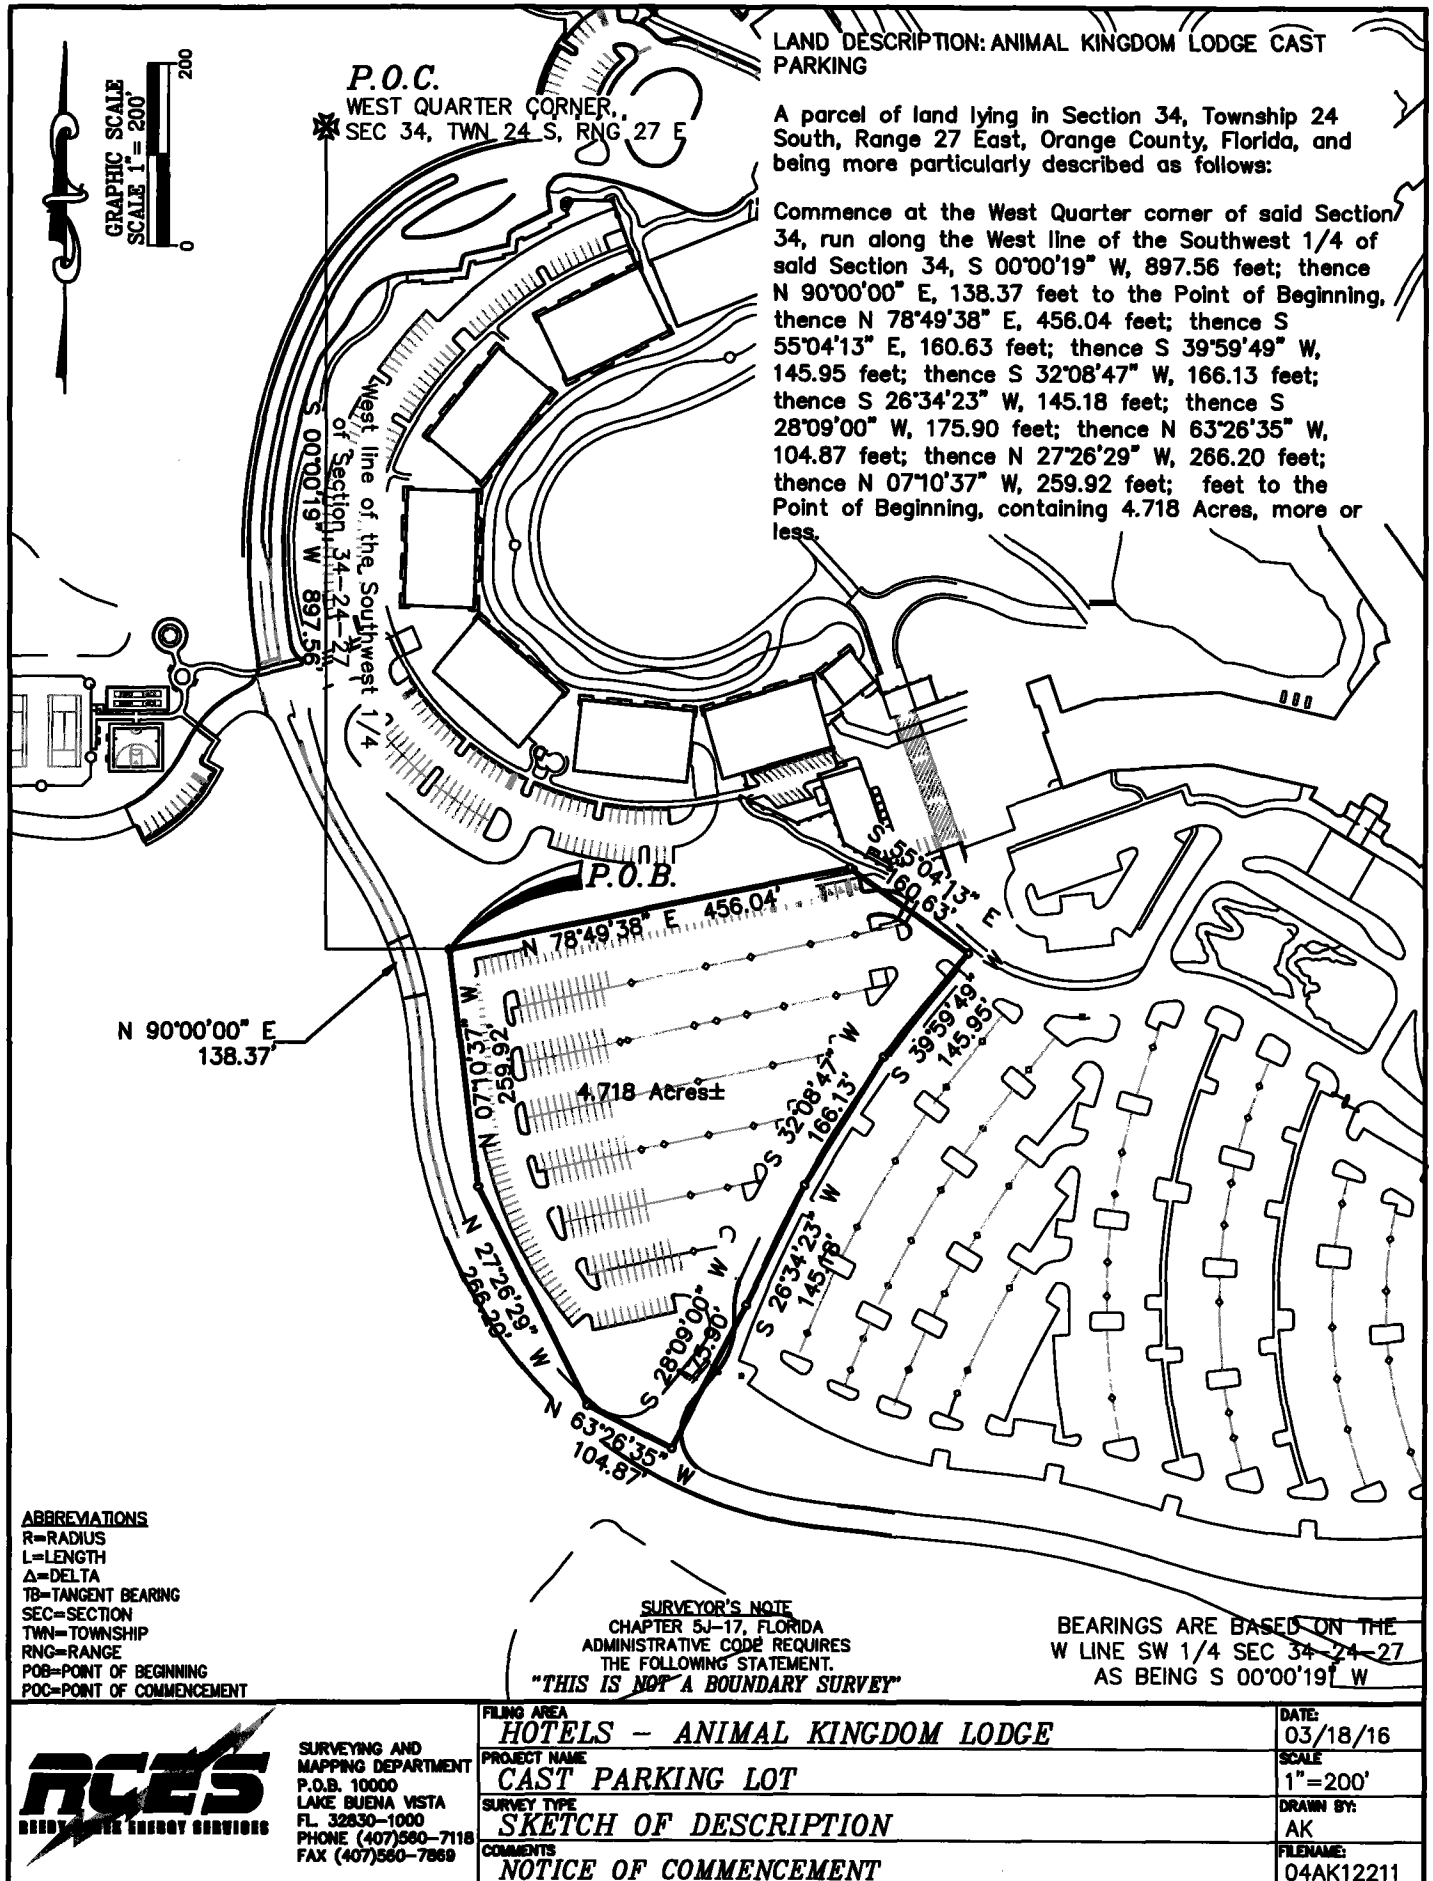 GRAPHIC SCALE
SCALE 1"= 200'
200
0
P.O.C.
WEST QUARTER CORNER,
SEC 34, TWN 24 S, RNG 27 E
LAND DESCRIPTION: ANIMAL KINGDOM LODGE CAST
PARKING
A parcel of land lying in Section 34, Township 24
South, Range 27 East, Orange County, Florida, and
being more particularly described as follows:
Commence at the West Quarter corner of said Section
34, run along the West line of the Southwest 1/4 of
said Section 34, S 00°00'19" W, 897.56 feet; thence
N 90°00'00" E, 138.37 feet to the Point of Beginning,
thence N 78°49'38" E, 456.04 feet; thence S
55°04'13" E, 160.63 feet; thence S 39°59'49" W,
145.95 feet; thence S 32°08'47" W, 166.13 feet;
thence S 26°34'23" W, 145.18 feet; thence S
28°09'00" W, 175.90 feet; thence N 63°26'35" W,
104.87 feet; thence N 27°26'29" W, 266.20 feet;
thence N 07°10'37" W, 259.92 feet; feet to the
Point of Beginning, containing 4.718 Acres, more or
less.
West line of the Southwest 1/4
of Section 34-24-27
S 00°00'19" W 897.56'
P.O.B.
N 78°49'38" E 456.04'
S 55°04'13" E
160.63'
S 39°59'49" W
145.95'
S 32°08'47" W
166.13'
S 26°34'23" W
145.18'
S 28°09'00" W
175.90'
N 63°26'35" W
104.87'
N 27°26'29" W
266.20'
N 07°10'37" W
259.92'
N 90°00'00" E
138.37'
4.718 Acres±
ABBREVIATIONS
R=RADIUS
L=LENGTH
Δ=DELTA
TB=TANGENT BEARING
SEC=SECTION
TWN=TOWNSHIP
RNG=RANGE
POB=POINT OF BEGINNING
POC=POINT OF COMMENCEMENT
SURVEYOR'S NOTE
CHAPTER 5J-17, FLORIDA
ADMINISTRATIVE CODE REQUIRES
THE FOLLOWING STATEMENT.
"THIS IS NOT A BOUNDARY SURVEY"
BEARINGS ARE BASED ON THE
W LINE SW 1/4 SEC 34-24-27
AS BEING S 00°00'19" W
RCES
REEDY CREEK ENERGY SERVICES
SURVEYING AND
MAPPING DEPARTMENT
P.O.B. 10000
LAKE BUENA VISTA
FL. 32830-1000
PHONE (407)560-7118
FAX (407)560-7869
FILING AREA
HOTELS - ANIMAL KINGDOM LODGE
PROJECT NAME
CAST PARKING LOT
SURVEY TYPE
SKETCH OF DESCRIPTION
COMMENTS
NOTICE OF COMMENCEMENT
DATE:
03/18/16
SCALE
1"=200'
DRAWN BY:
AK
FILENAME:
04AK12211